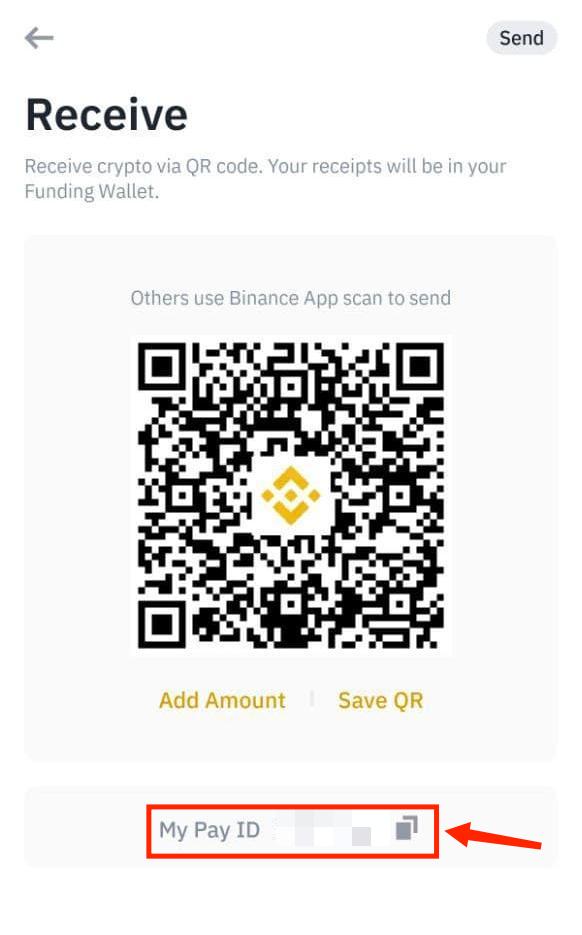 Send
Receive
Receive crypto via QR code. Your receipts will be in your
Funding Wallet.
Others use Binance App scan to send
Add Amount
Save QR
My Pay ID